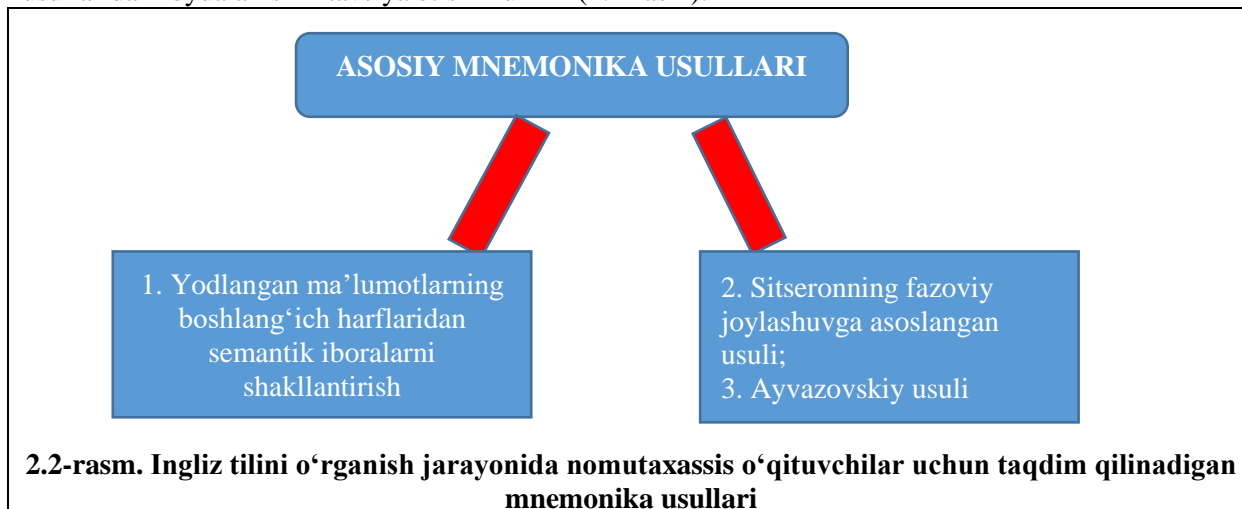 ASOSIY MNEMONIKA USULLARI
1. Yodlangan ma’lumotlarning
boshlang‘ich harflaridan
semantik iboralarni
shakllantirish
2. Sitseronning fazoviy
joylashuvga asoslangan
usuli;
3. Ayvazovskiy usuli
2.2-rasm. Ingliz tilini o‘rganish jarayonida nomutaxassis o‘qituvchilar uchun taqdim qilinadigan
mnemonika usullari